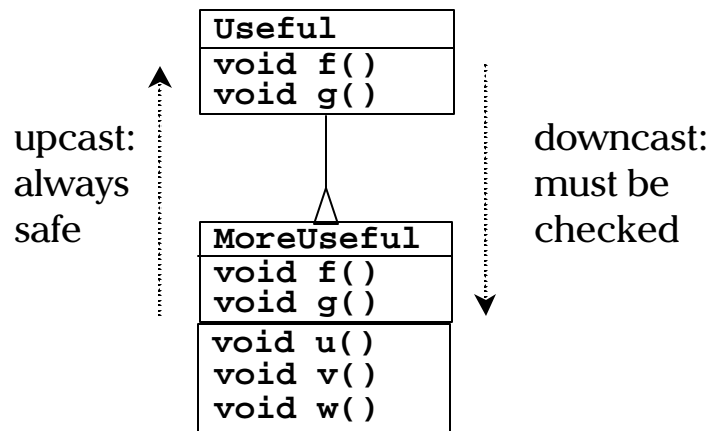 Useful
void f()
void g()
upcast:
always
safe
downcast:
must be
checked
MoreUseful
void f()
void g()
void u()
void v()
void w()